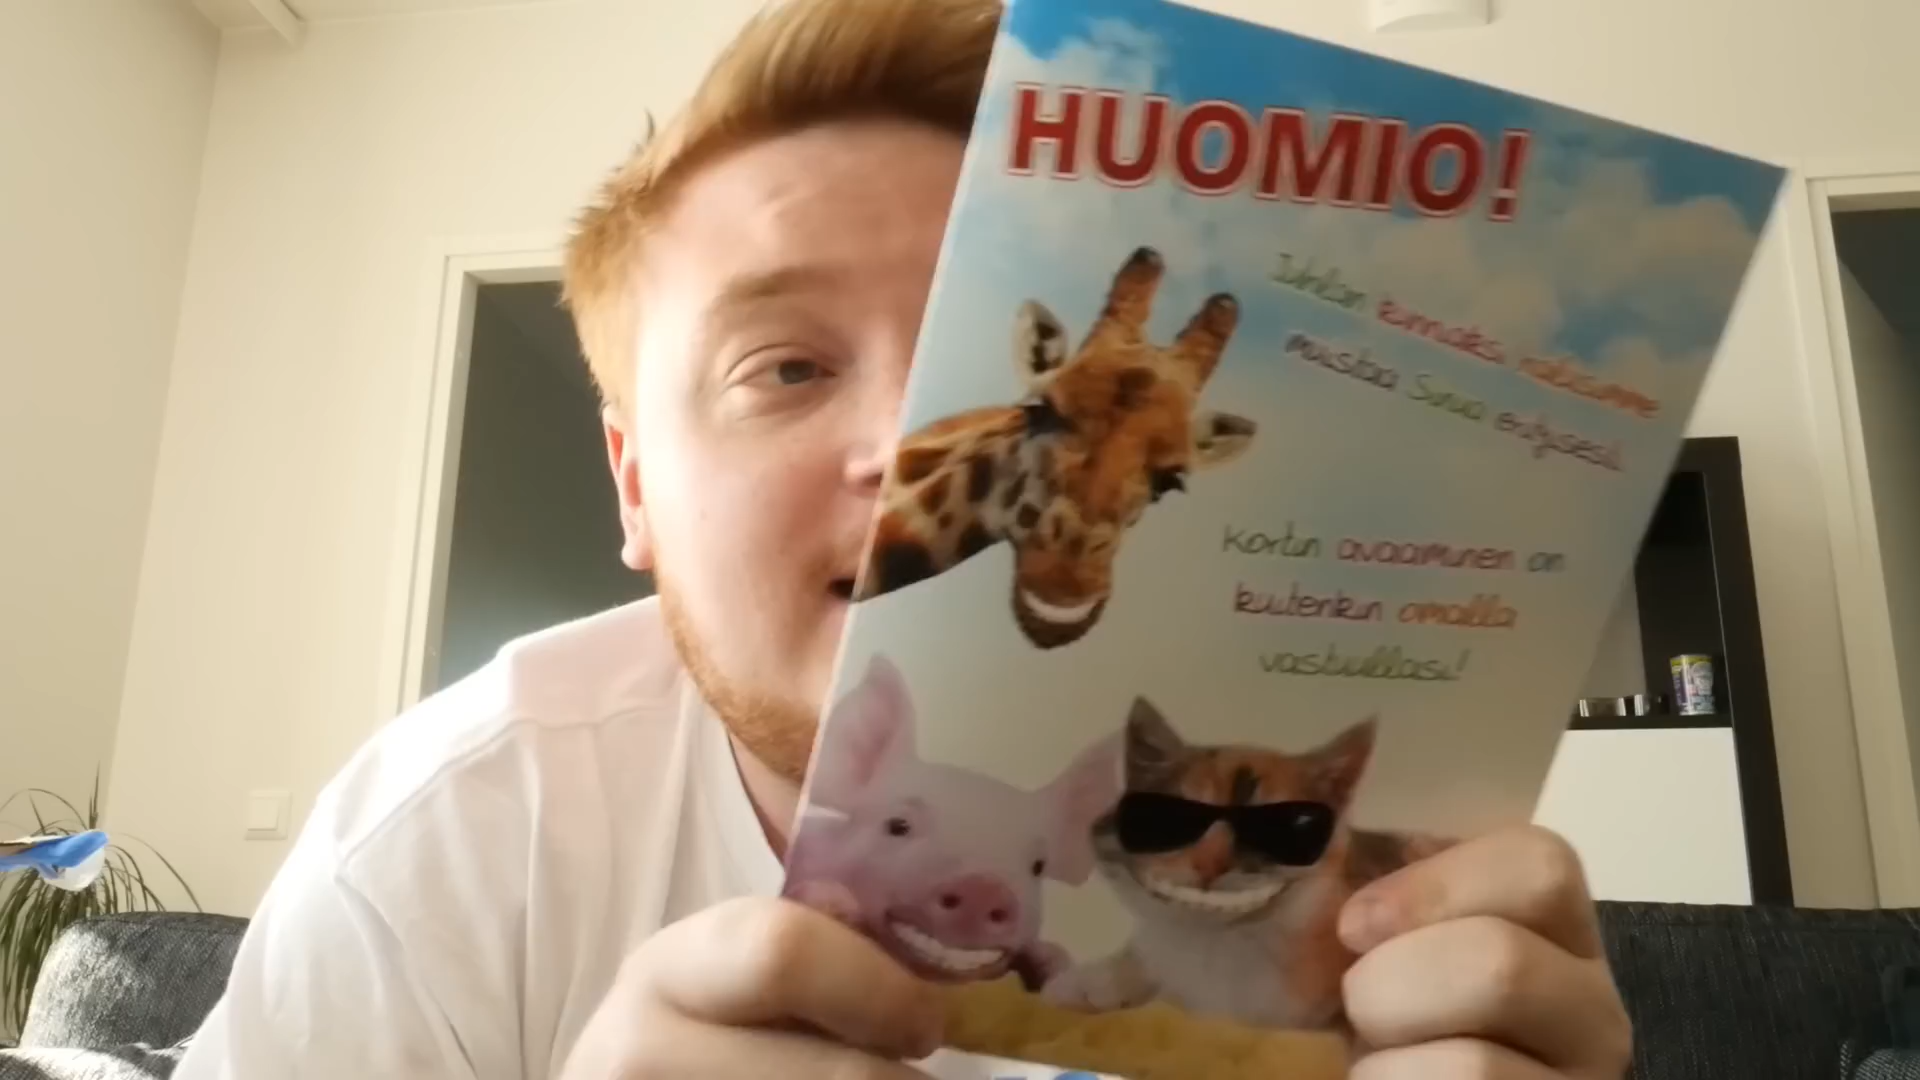 HUOMIO!
Juhlan kunniaksi halusimme
muistaa Sinua erityisesti.
Kortin avaaminen on
kuitenkin omalla
vastuullasi!